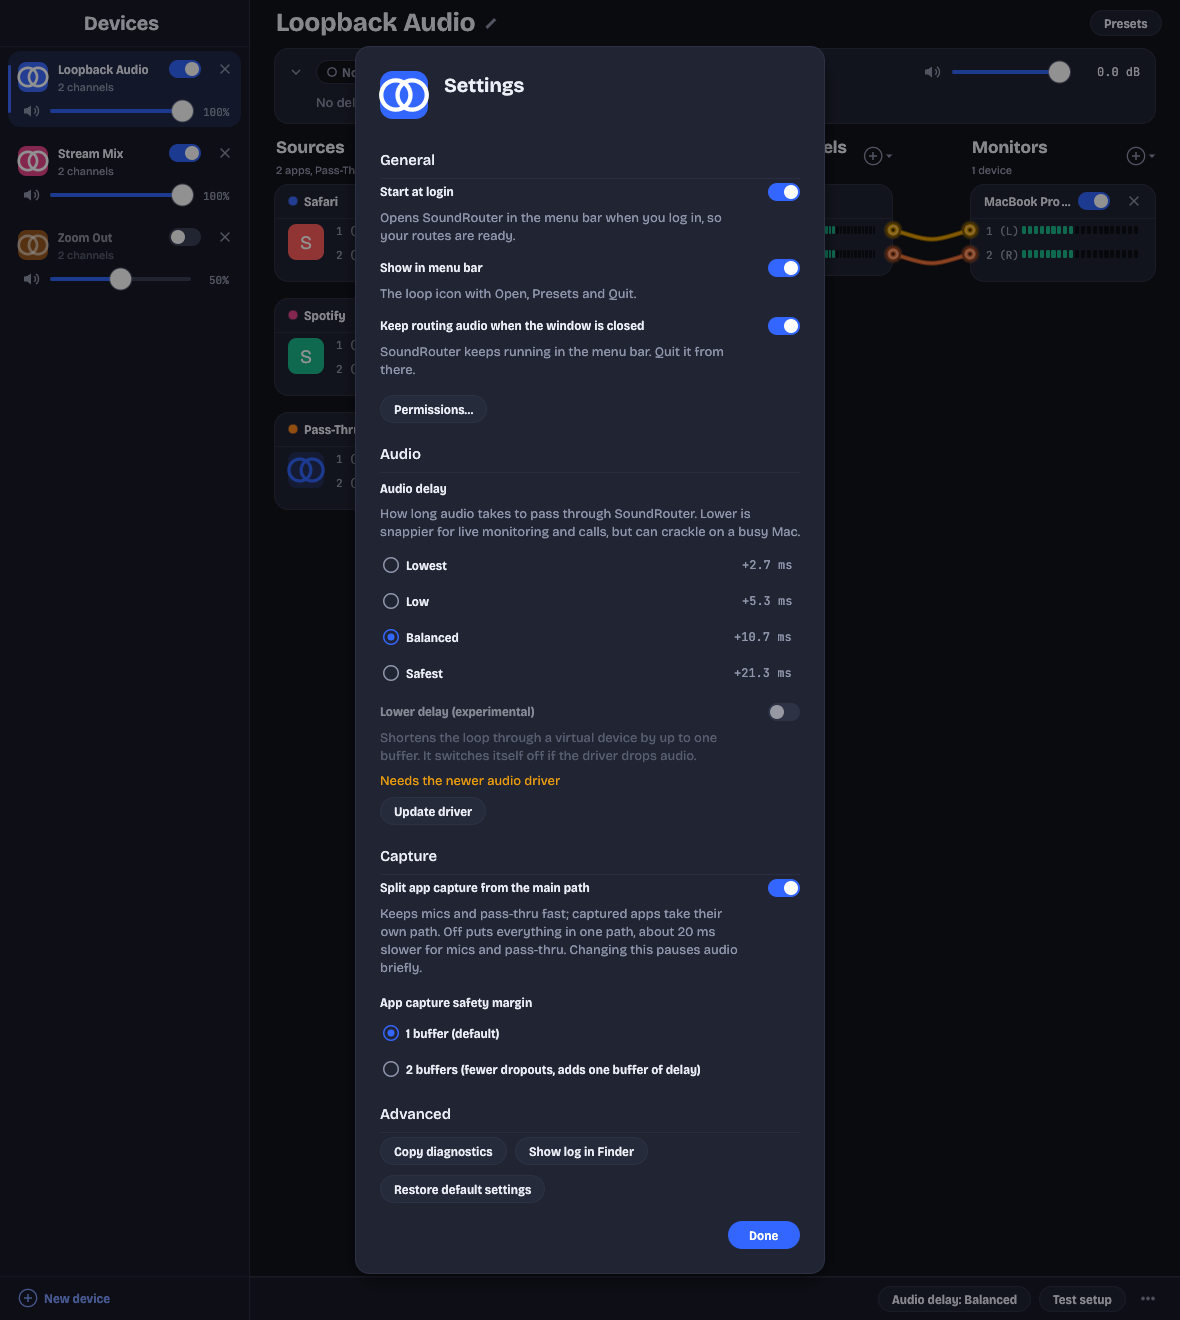 Devices
Loopback Audio
2 channels
100%
Stream Mix
2 channels
100%
Zoom Out
2 channels
50%
New device
Loopback Audio
Presets
No
No del
0.0 dB
Sources
2 apps, Pass-Th
Safari
S
1 (
2 (
Spotify
S
1 (
2 (
Pass-Thr
1 (
2 (
els
Monitors
1 device
MacBook Pro...
1 (L)
2 (R)
Settings
General
Start at login
Opens SoundRouter in the menu bar when you log in, so
your routes are ready.
Show in menu bar
The loop icon with Open, Presets and Quit.
Keep routing audio when the window is closed
SoundRouter keeps running in the menu bar. Quit it from
there.
Permissions...
Audio
Audio delay
How long audio takes to pass through SoundRouter. Lower is
snappier for live monitoring and calls, but can crackle on a busy Mac.
Lowest +2.7 ms
Low +5.3 ms
Balanced +10.7 ms
Safest +21.3 ms
Lower delay (experimental)
Shortens the loop through a virtual device by up to one
buffer. It switches itself off if the driver drops audio.
Needs the newer audio driver
Update driver
Capture
Split app capture from the main path
Keeps mics and pass-thru fast; captured apps take their
own path. Off puts everything in one path, about 20 ms
slower for mics and pass-thru. Changing this pauses audio
briefly.
App capture safety margin
1 buffer (default)
2 buffers (fewer dropouts, adds one buffer of delay)
Advanced
Copy diagnostics
Show log in Finder
Restore default settings
Done
Audio delay: Balanced
Test setup